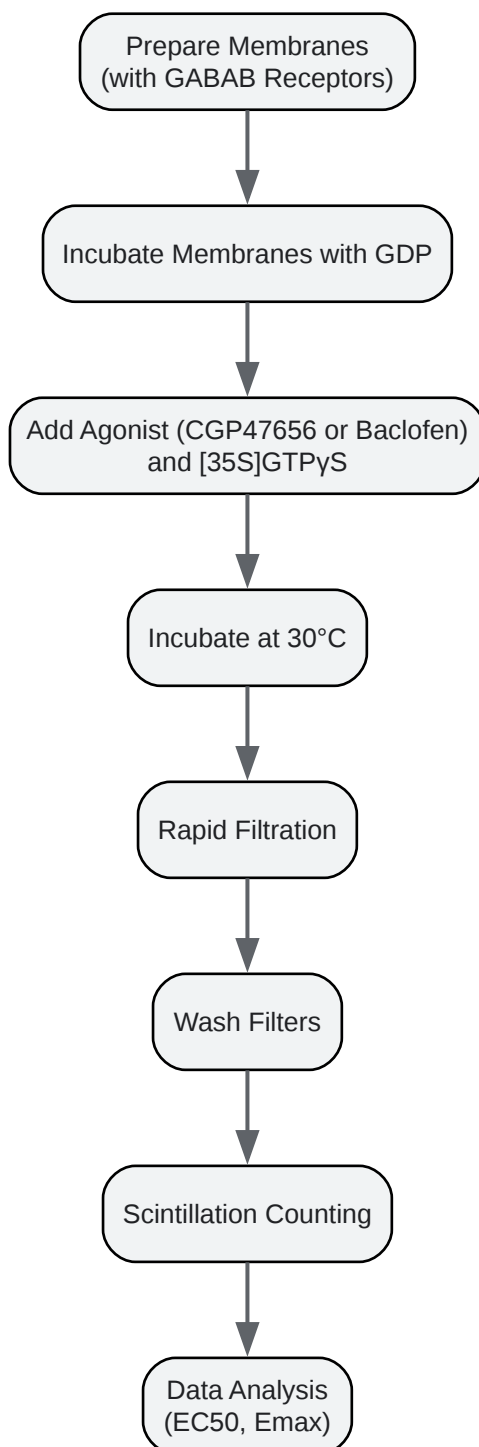 Prepare Membranes
(with GABAB Receptors)
Incubate Membranes with GDP
Add Agonist (CGP47656 or Baclofen)
and [35S]GTPγS
Incubate at 30°C
Rapid Filtration
Wash Filters
Scintillation Counting
Data Analysis
(EC50, Emax)